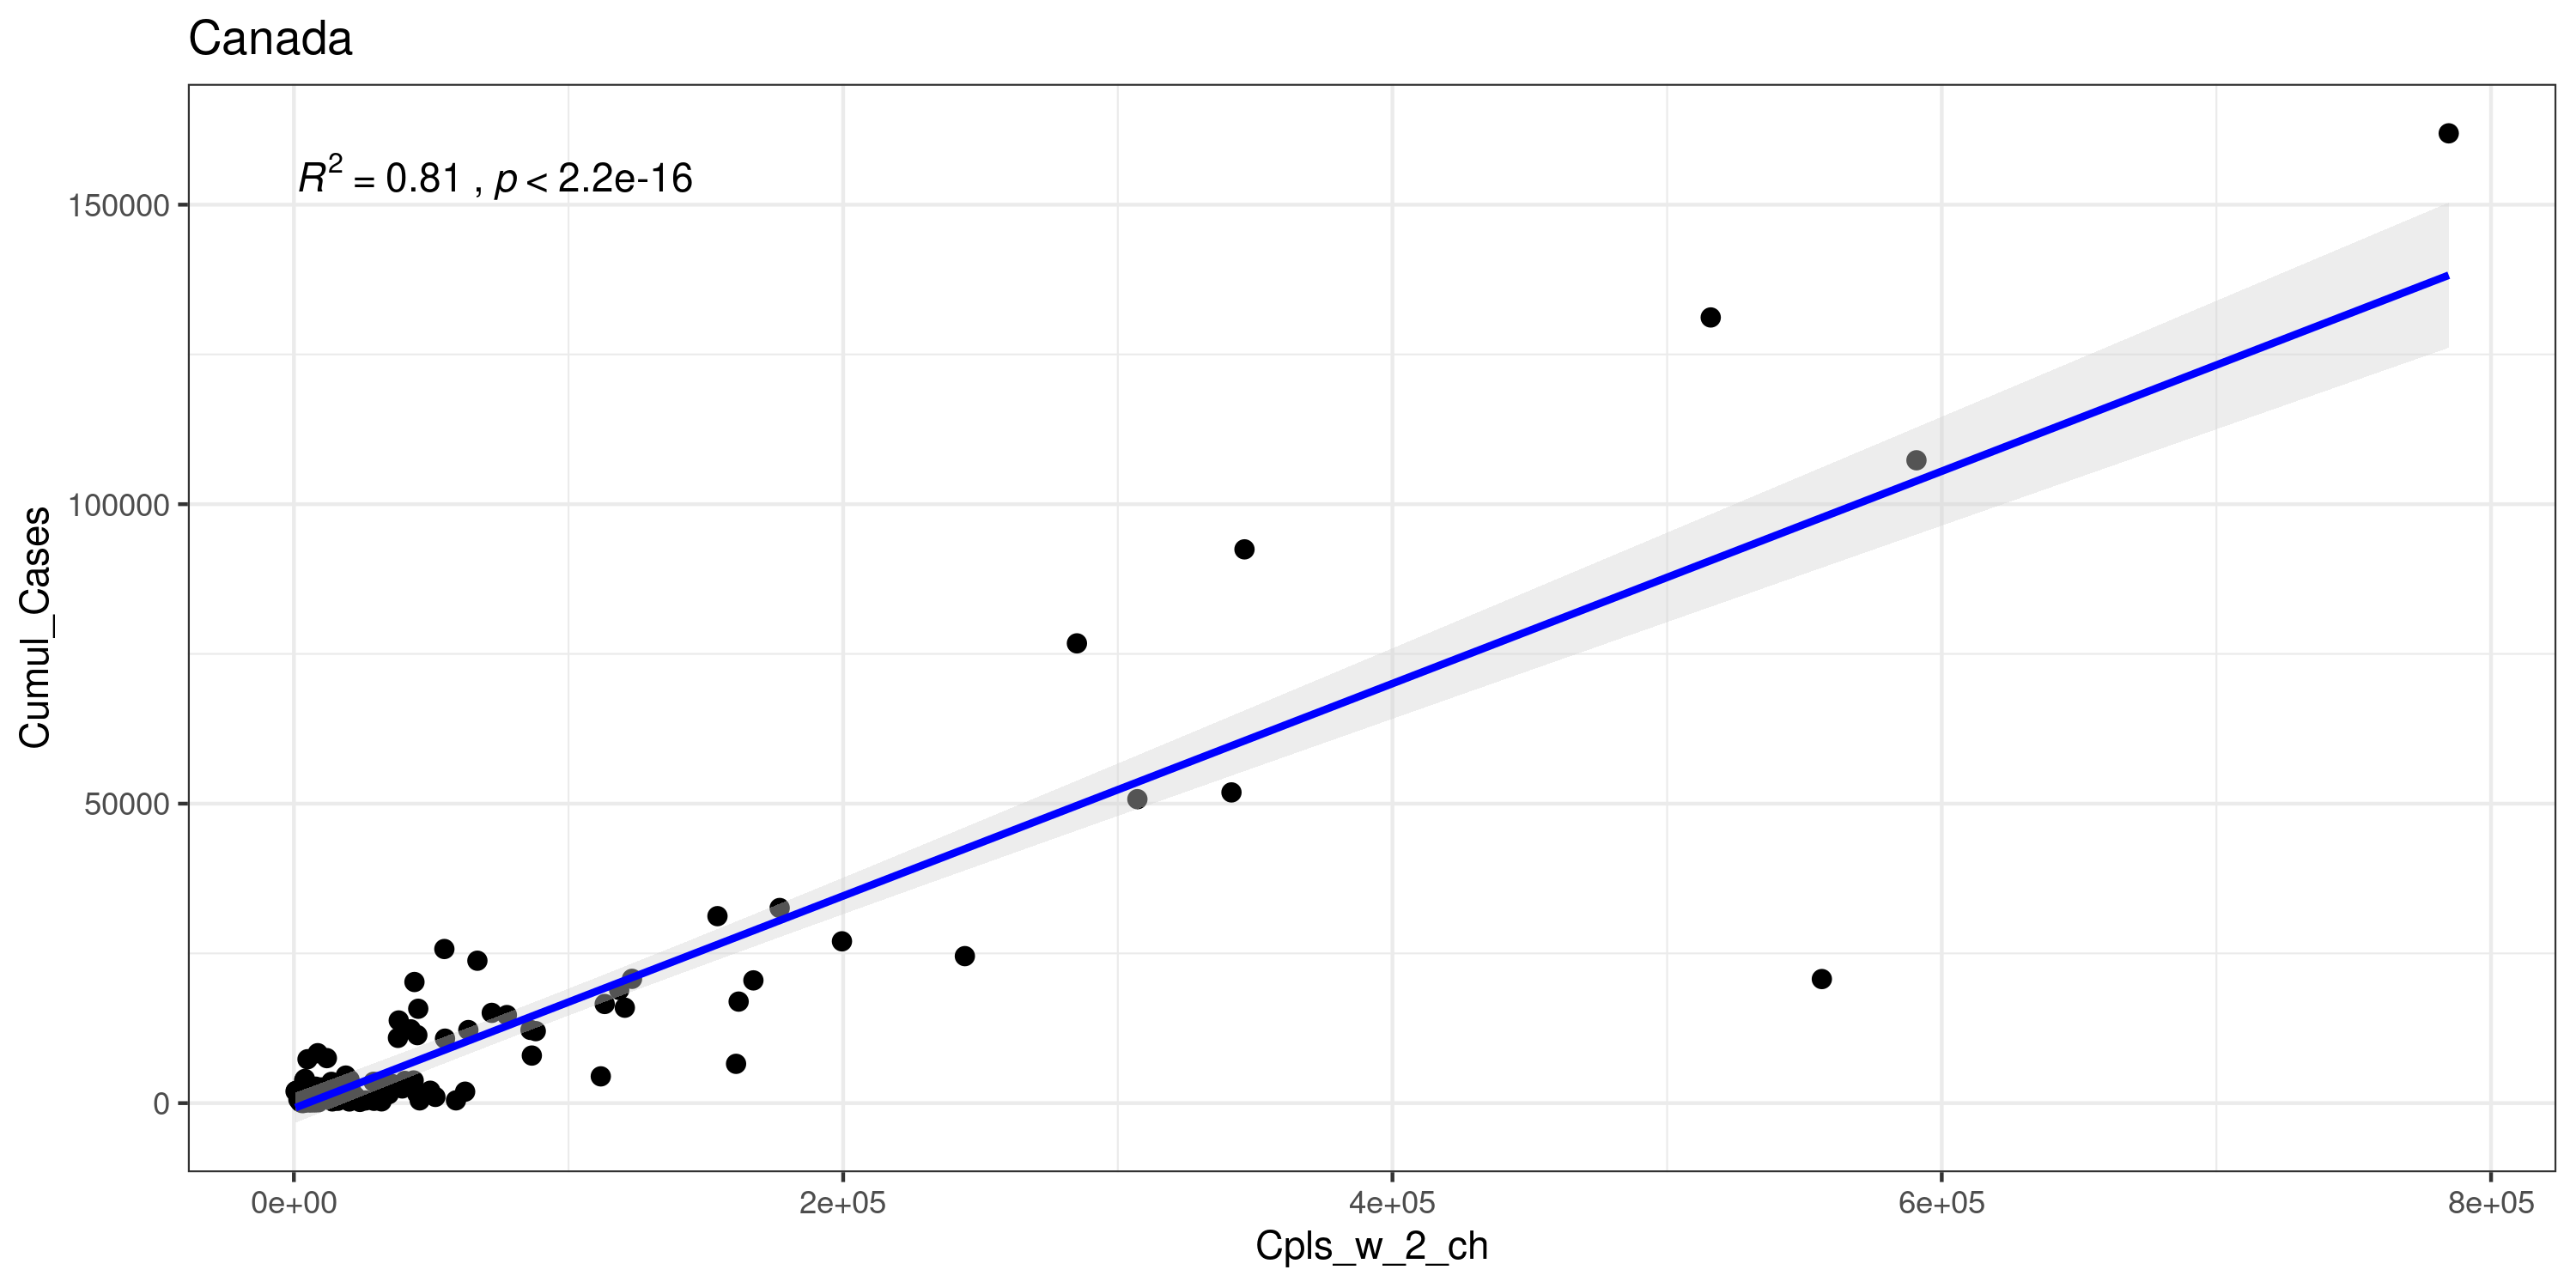 Canada
R² = 0.81 , p < 2.2e-16
150000
100000
50000
0
Cumul_Cases
0e+00 2e+05 4e+05 6e+05 8e+05
Cpls_w_2_ch